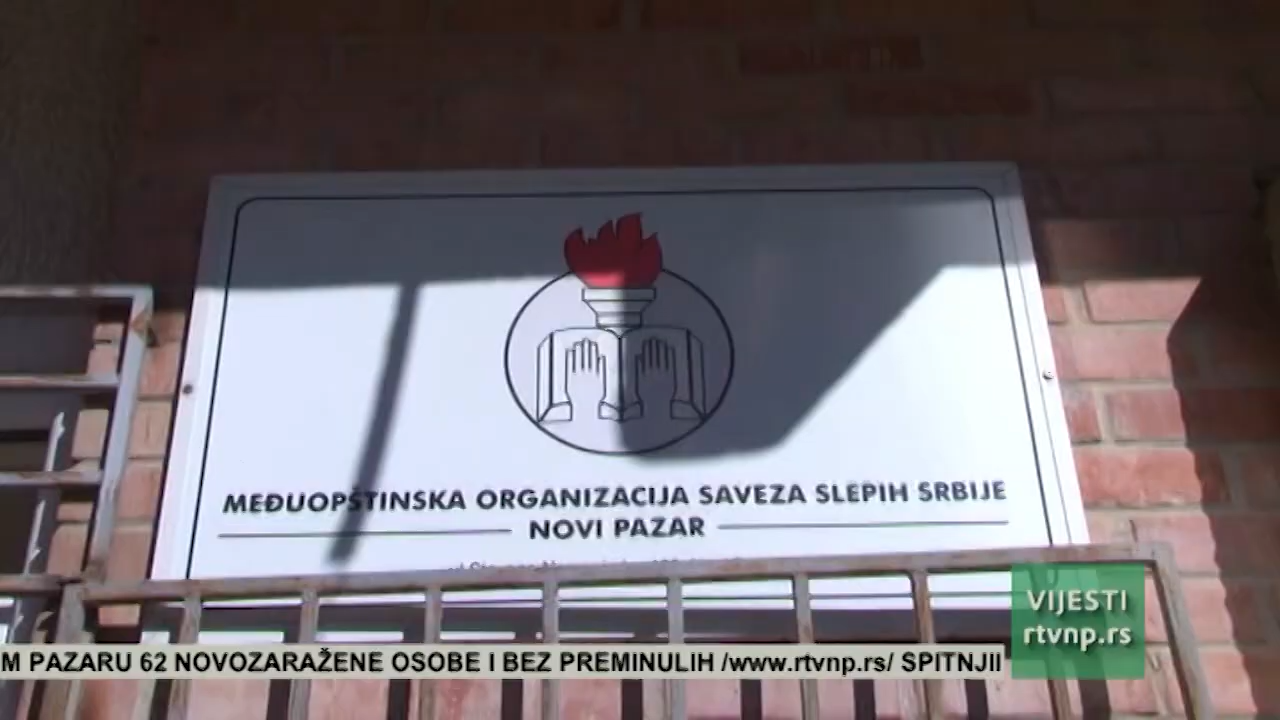 MEĐUOPŠTINSKA ORGANIZACIJA SAVEZA SLEPIH SRBIJE
NOVI PAZAR
VIJESTI
rtvnp.rs
M PAZARU 62 NOVOZARAŽENE OSOBE I BEZ PREMINULIH /www.rtvnp.rs/ SPITNJII